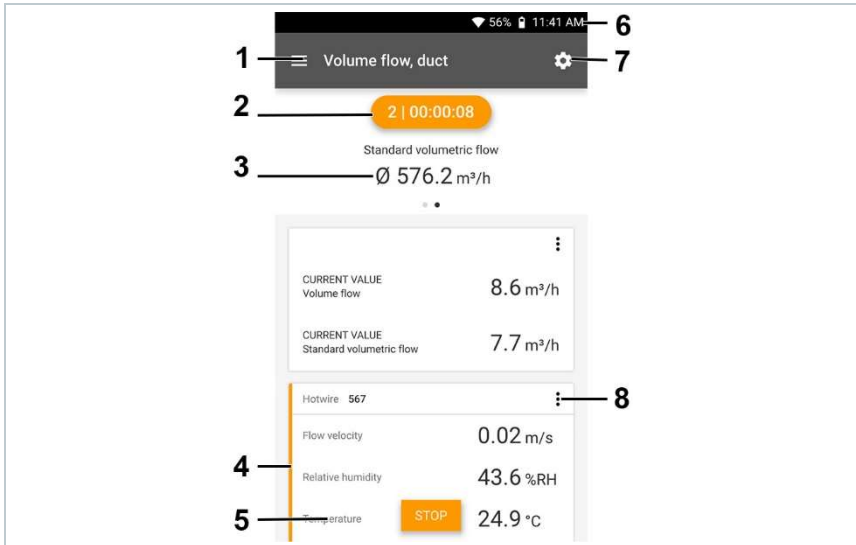 56% 11:41 AM 6
1 Volume flow, duct 7
2 2 | 00:00:08
Standard volumetric flow
3 Ø 576.2 m³/h
CURRENT VALUE
Volume flow 8.6 m³/h
CURRENT VALUE
Standard volumetric flow 7.7 m³/h
Hotwire 567 8
Flow velocity 0.02 m/s
4 Relative humidity 43.6 %RH
5 Temperature STOP 24.9 °C